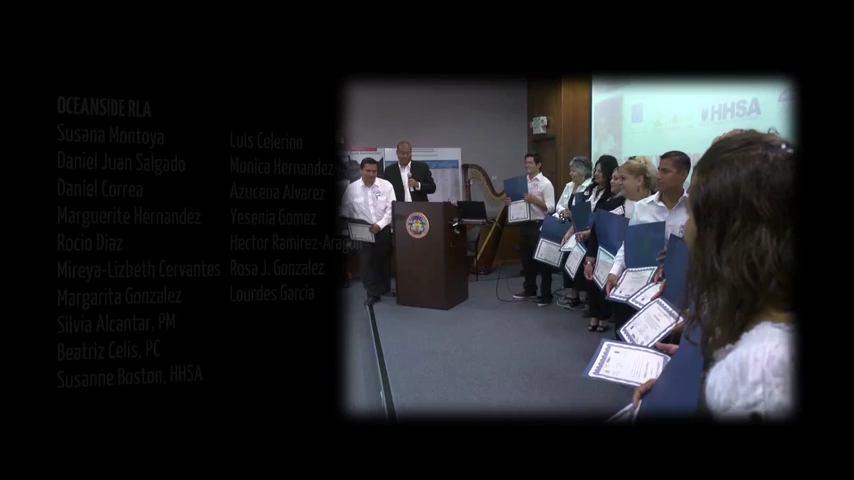 OCEANSIDE RLA
Susana Montoya
Daniel Juan Salgado
Daniel Correa
Marguerite Hernandez
Rocio Diaz
Mireya-Lizbeth Cervantes
Margarita Gonzalez
Silvia Alcantar, PM
Beatriz Celis, PC
Susanne Boston, HHSA
Luis Celerino
Monica Hernandez
Azucena Alvarez
Yesenia Gomez
Hector Ramirez-Aragon
Rosa J. Gonzalez
Lourdes Garcia
HHSA